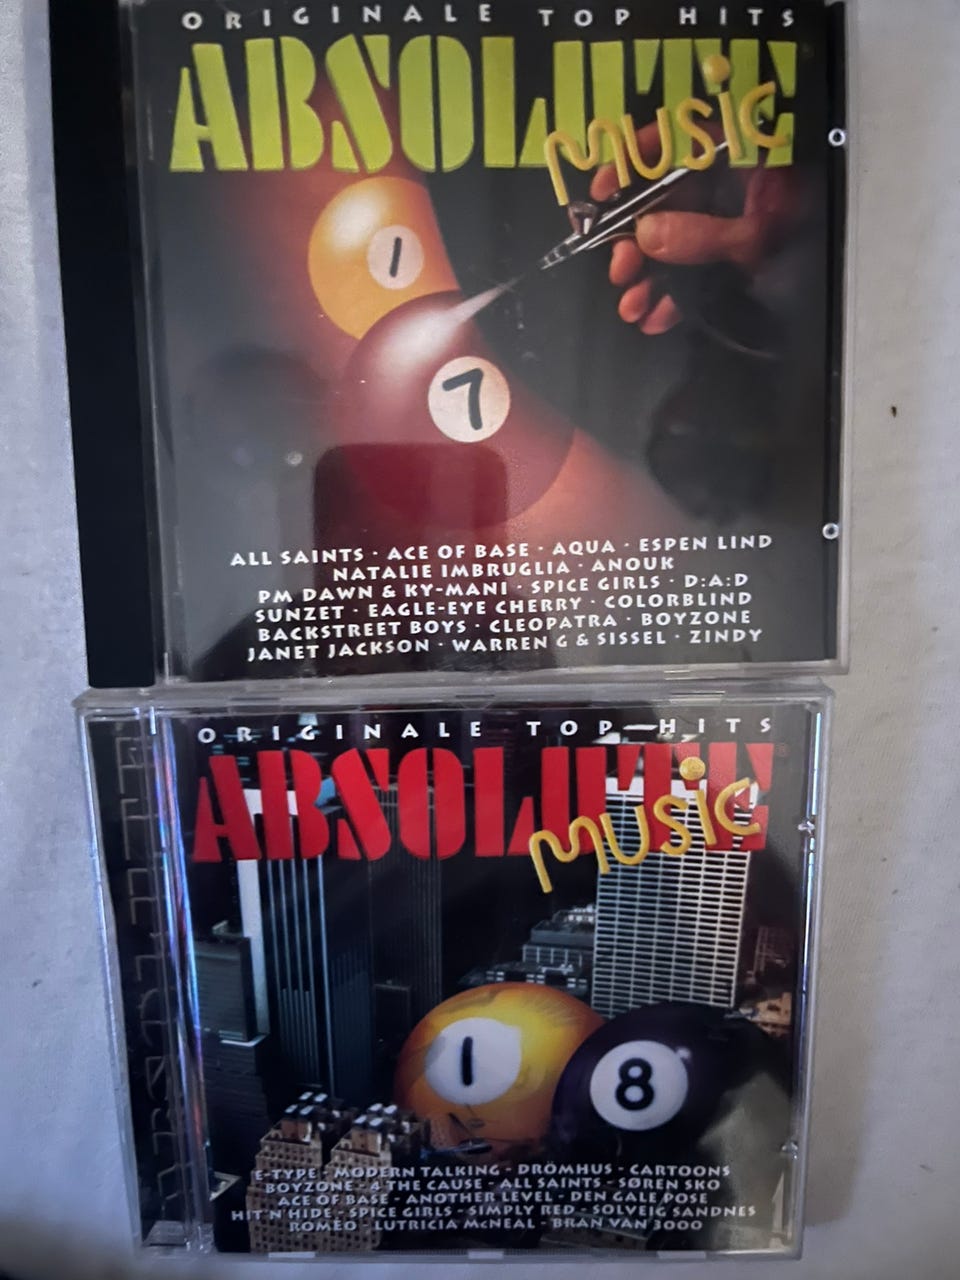 ORIGINALE TOP HITS
ABSOLUTE
MUSIC
1
7
ALL SAINTS · ACE OF BASE · AQUA · ESPEN LIND
NATALIE IMBRUGLIA · ANOUK
PM DAWN & KY-MANI · SPICE GIRLS · D:A:D
SUNZET · EAGLE-EYE CHERRY · COLORBLIND
BACKSTREET BOYS · CLEOPATRA · BOYZONE
JANET JACKSON · WARREN G & SISSEL · ZINDY
ORIGINALE TOP HITS
ABSOLUTE
MUSIC
1
8
E-TYPE - MODERN TALKING - DRÖMHUS - CARTOONS
BOYZONE - 4 THE CAUSE - ALL SAINTS - SØREN SKO
ACE OF BASE - ANOTHER LEVEL - DEN GALE POSE
HIT'N'HIDE - SPICE GIRLS - SIMPLY RED - SOLVEIG SANDNES
ROMEO - LUTRICIA McNEAL - BRAN VAN 3000